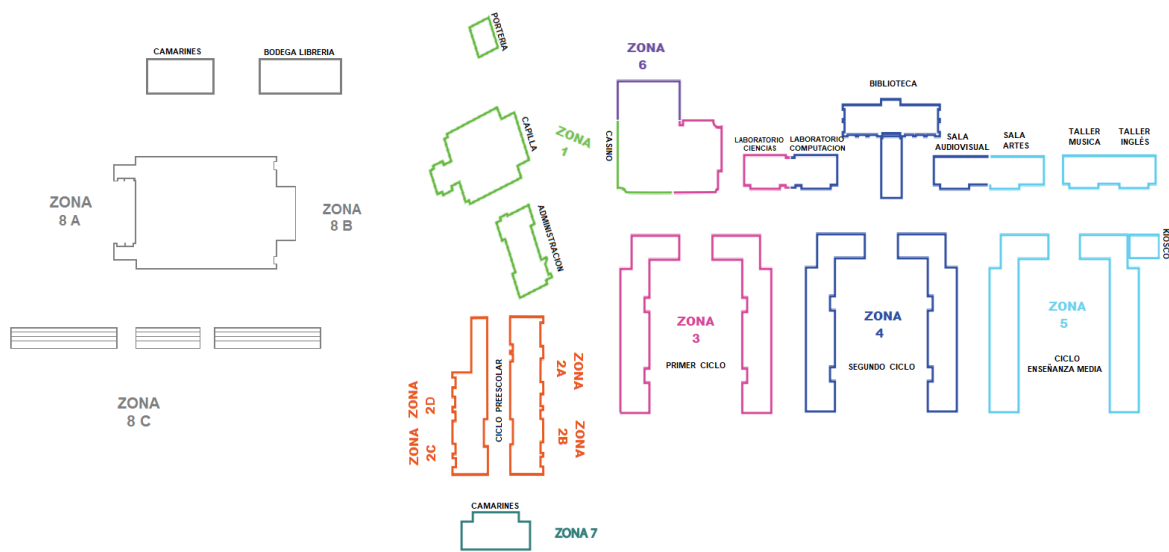 PORTERIA
CAMARINES
BODEGA LIBRERIA
ZONA
6
BIBLIOTECA
CAPILLA
ZONA
1
CASINO
LABORATORIO
CIENCIAS
LABORATORIO
COMPUTACION
SALA
AUDIOVISUAL
SALA
ARTES
TALLER
MUSICA
TALLER
INGLÉS
ZONA
8 A
ZONA
8 B
ADMINISTRACION
KIOSCO
ZONA
3
PRIMER CICLO
ZONA
4
SEGUNDO CICLO
ZONA
5
CICLO
ENSEÑANZA MEDIA
ZONA
8 C
ZONA
2D
ZONA
2C
CICLO PREESCOLAR
ZONA
2A
ZONA
2B
CAMARINES
ZONA 7